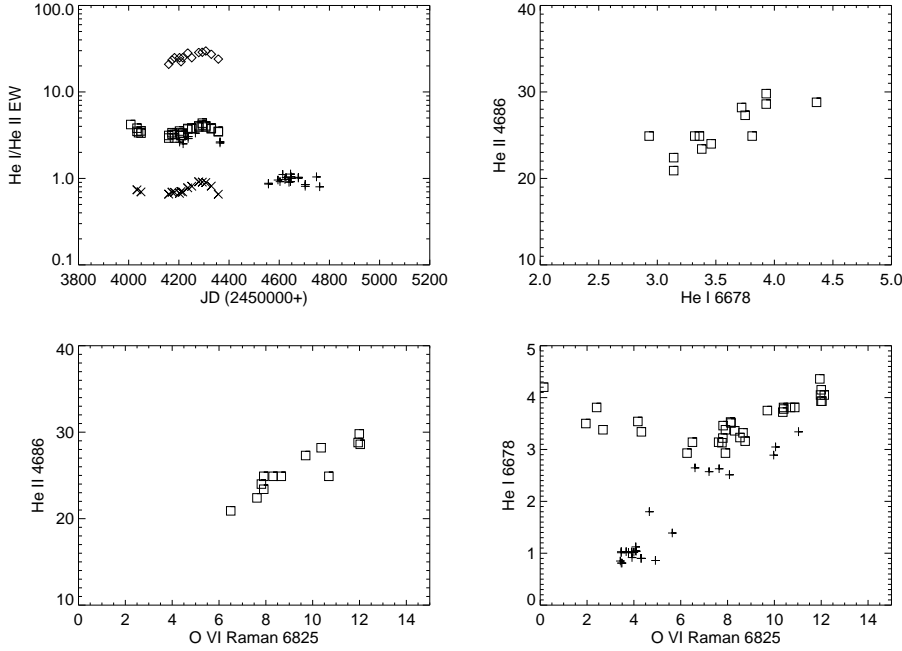 100.0
10.0
1.0
0.1
He I/He II EW
3800 4000 4200 4400 4600 4800 5000 5200
JD (2450000+)
40
30
20
10
He II 4686
2.0 2.5 3.0 3.5 4.0 4.5 5.0
He I 6678
40
30
20
10
He II 4686
0 2 4 6 8 10 12 14
O VI Raman 6825
5
4
3
2
1
0
He I 6678
0 2 4 6 8 10 12 14
O VI Raman 6825